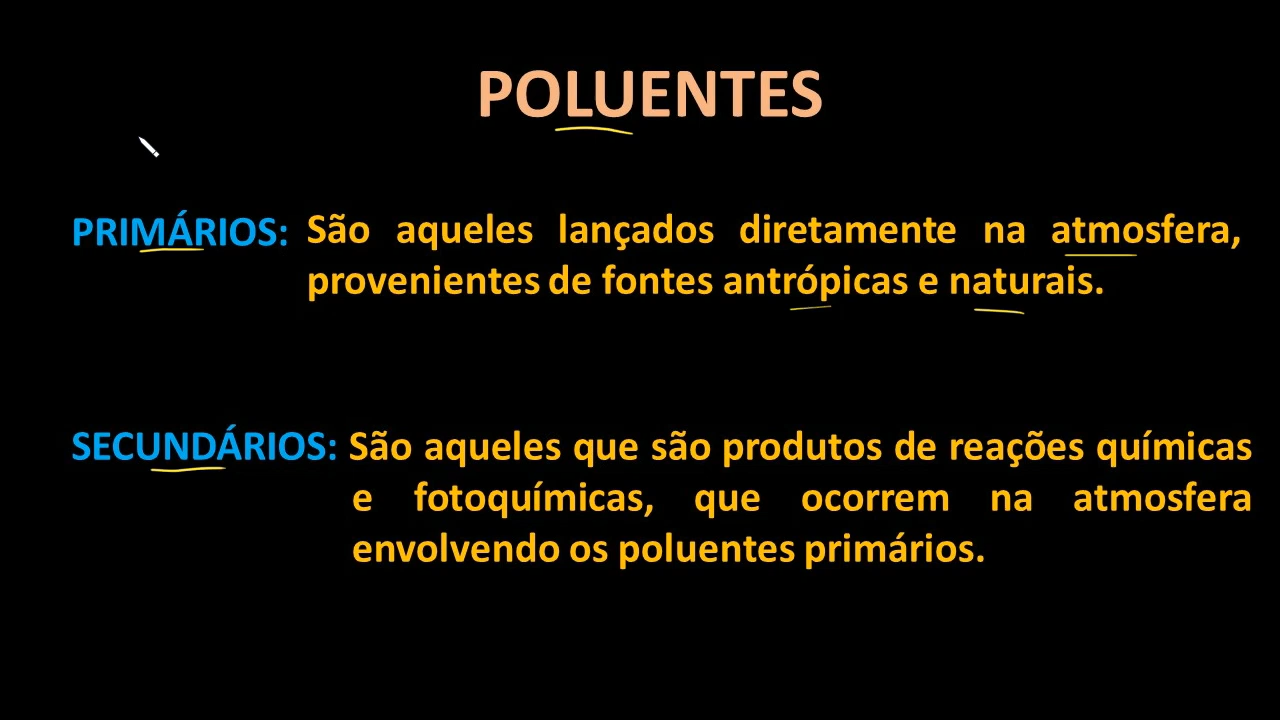 POLUENTES
PRIMÁRIOS: São aqueles lançados diretamente na atmosfera,
provenientes de fontes antrópicas e naturais.
SECUNDÁRIOS: São aqueles que são produtos de reações químicas
e fotoquímicas, que ocorrem na atmosfera
envolvendo os poluentes primários.